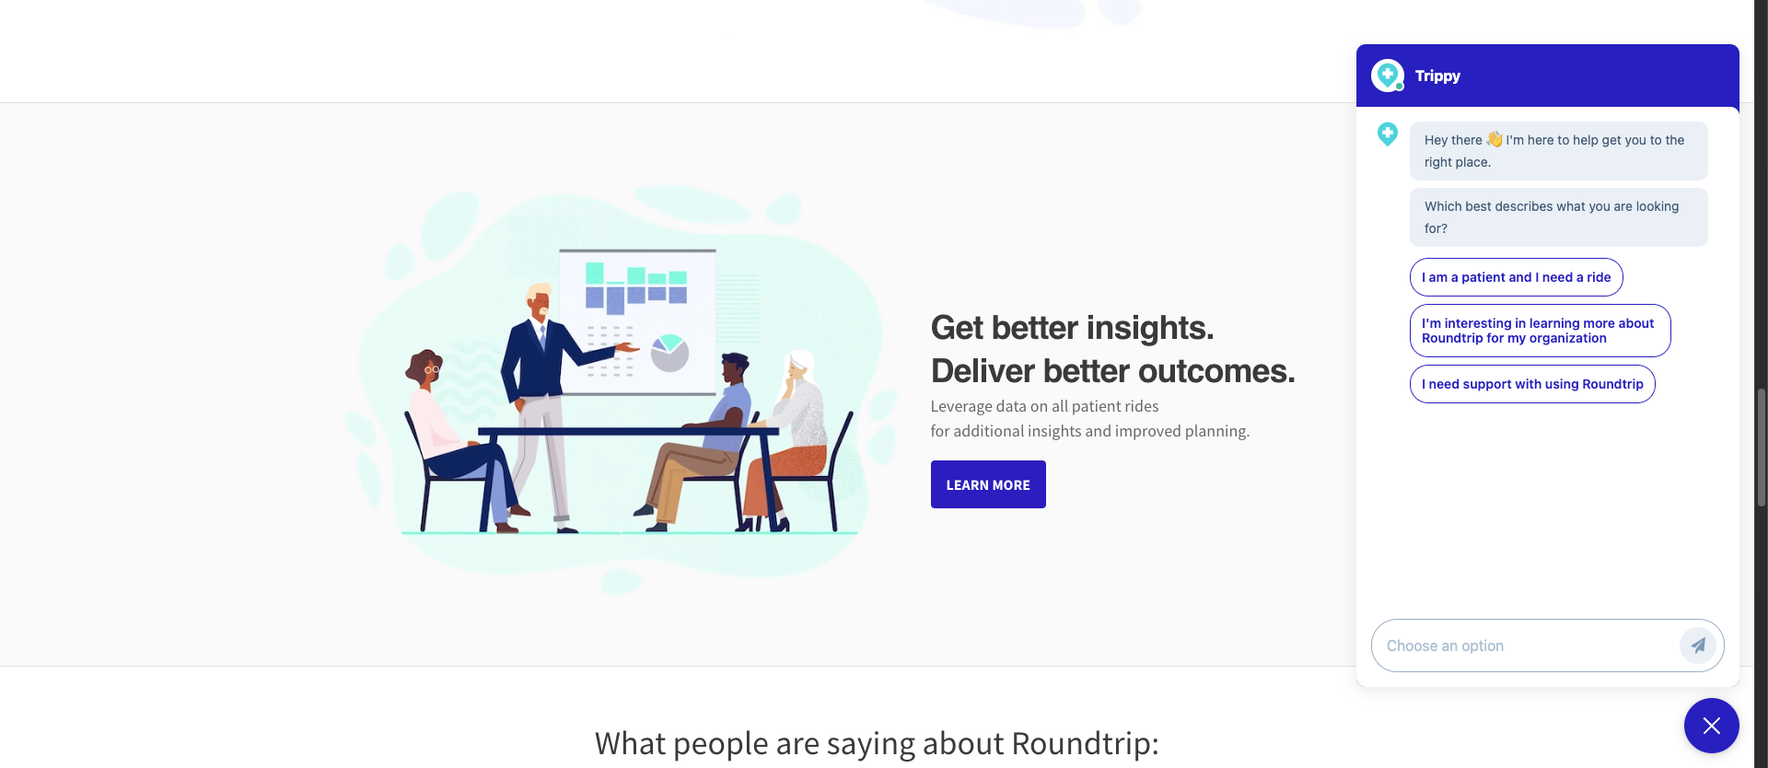 Get better insights.
Deliver better outcomes.
Leverage data on all patient rides
for additional insights and improved planning.
LEARN MORE
What people are saying about Roundtrip:
Trippy
Hey there 👋 I'm here to help get you to the
right place.
Which best describes what you are looking
for?
I am a patient and I need a ride
I'm interesting in learning more about
Roundtrip for my organization
I need support with using Roundtrip
Choose an option